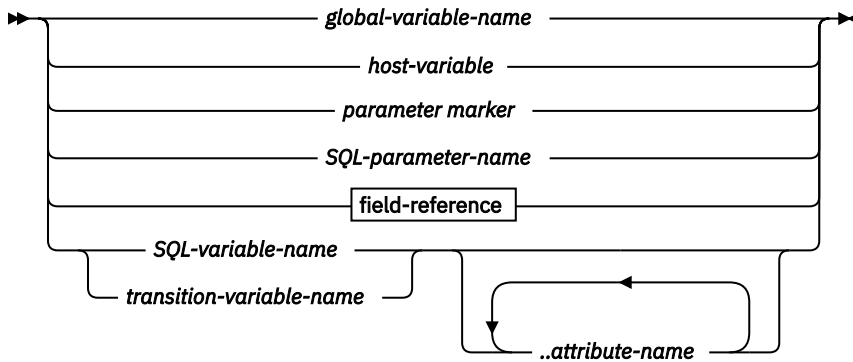 global-variable-name
host-variable
parameter marker
SQL-parameter-name
field-reference
SQL-variable-name
transition-variable-name
..attribute-name